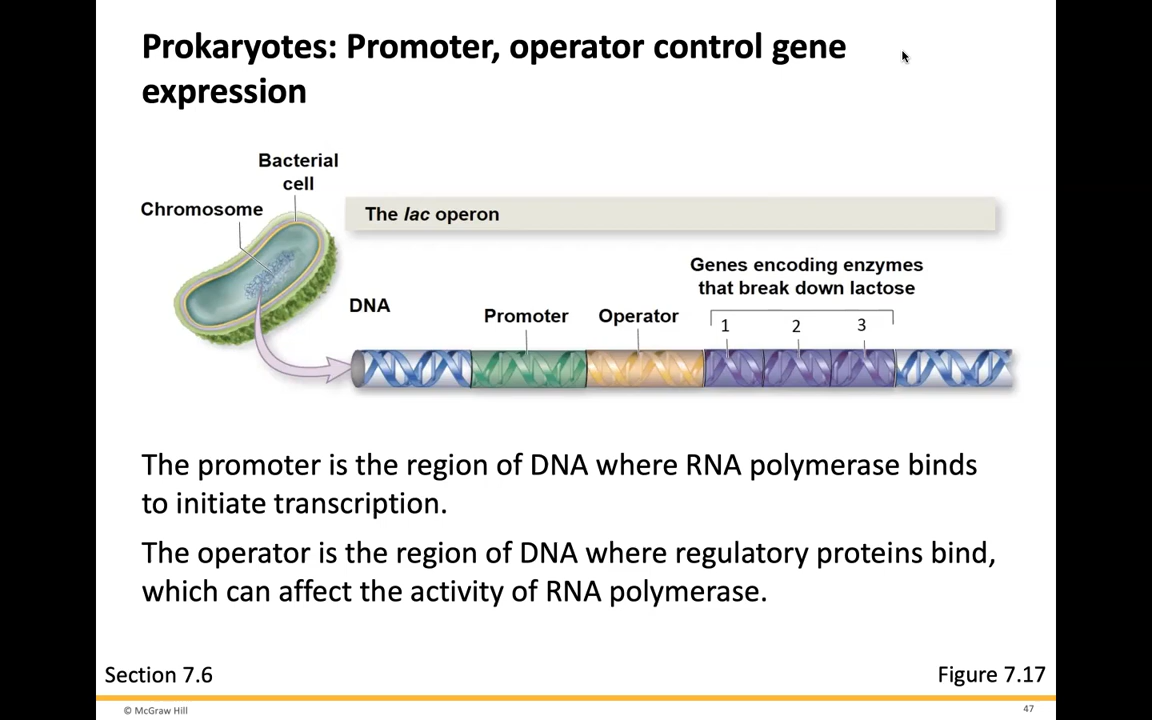 Prokaryotes: Promoter, operator control gene
expression
Bacterial
cell
Chromosome
The lac operon
Genes encoding enzymes
that break down lactose
DNA
Promoter
Operator
1
2
3
The promoter is the region of DNA where RNA polymerase binds
to initiate transcription.
The operator is the region of DNA where regulatory proteins bind,
which can affect the activity of RNA polymerase.
Section 7.6
Figure 7.17
© McGraw Hill
47